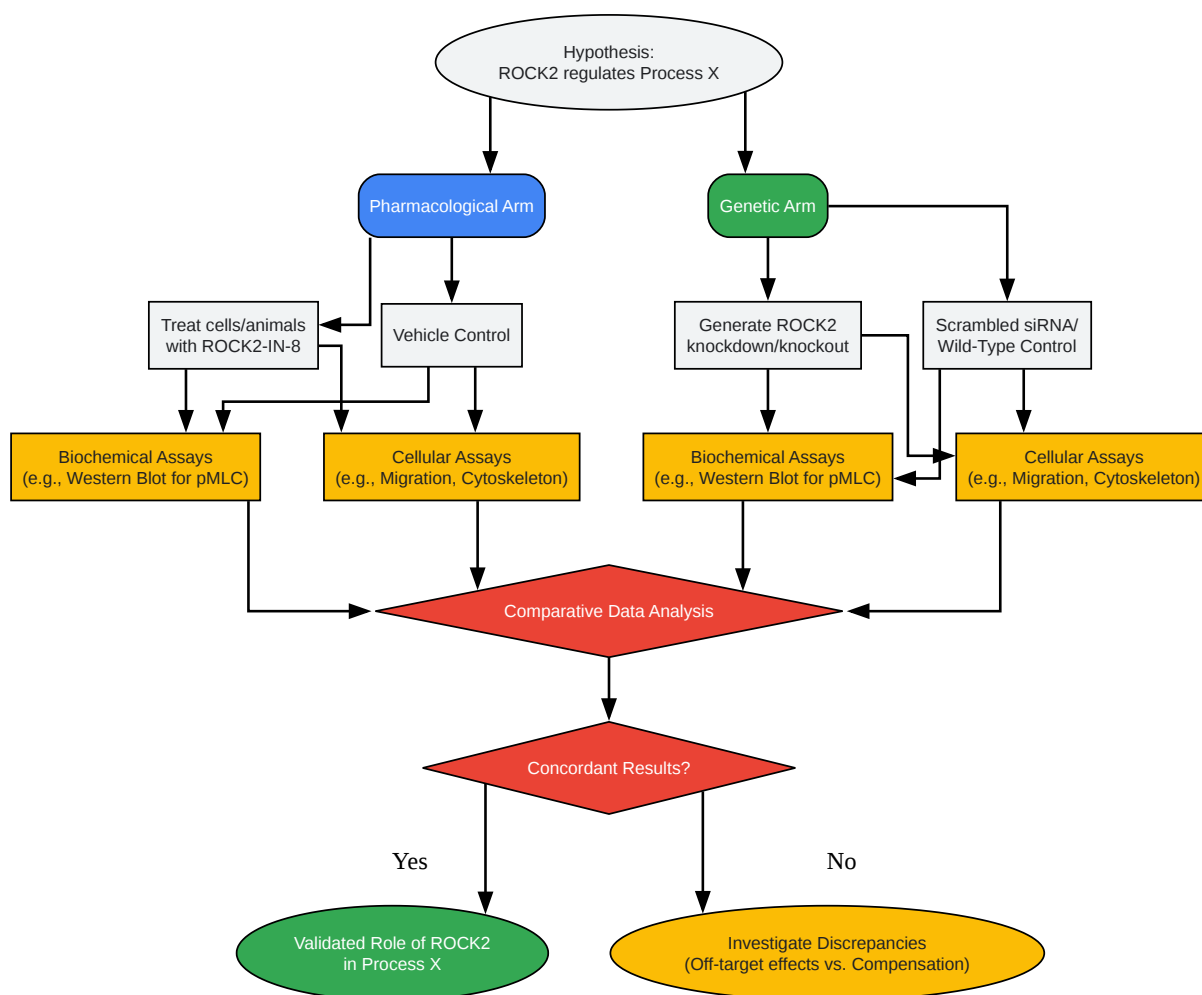 Hypothesis:
ROCK2 regulates Process X
Pharmacological Arm
Genetic Arm
Treat cells/animals
with ROCK2-IN-8
Vehicle Control
Generate ROCK2
knockdown/knockout
Scrambled siRNA/
Wild-Type Control
Biochemical Assays
(e.g., Western Blot for pMLC)
Cellular Assays
(e.g., Migration, Cytoskeleton)
Biochemical Assays
(e.g., Western Blot for pMLC)
Cellular Assays
(e.g., Migration, Cytoskeleton)
Comparative Data Analysis
Concordant Results?
Yes
No
Validated Role of ROCK2
in Process X
Investigate Discrepancies
(Off-target effects vs. Compensation)